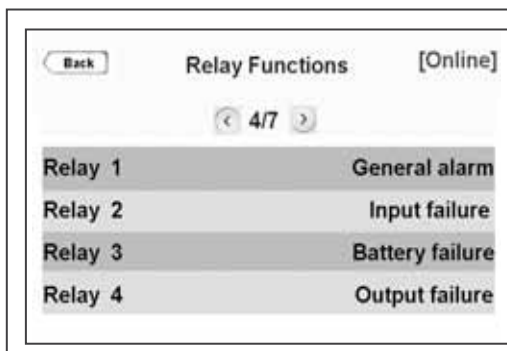 Back Relay Functions [Online]
< 4/7 >
Relay 1 General alarm
Relay 2 Input failure
Relay 3 Battery failure
Relay 4 Output failure